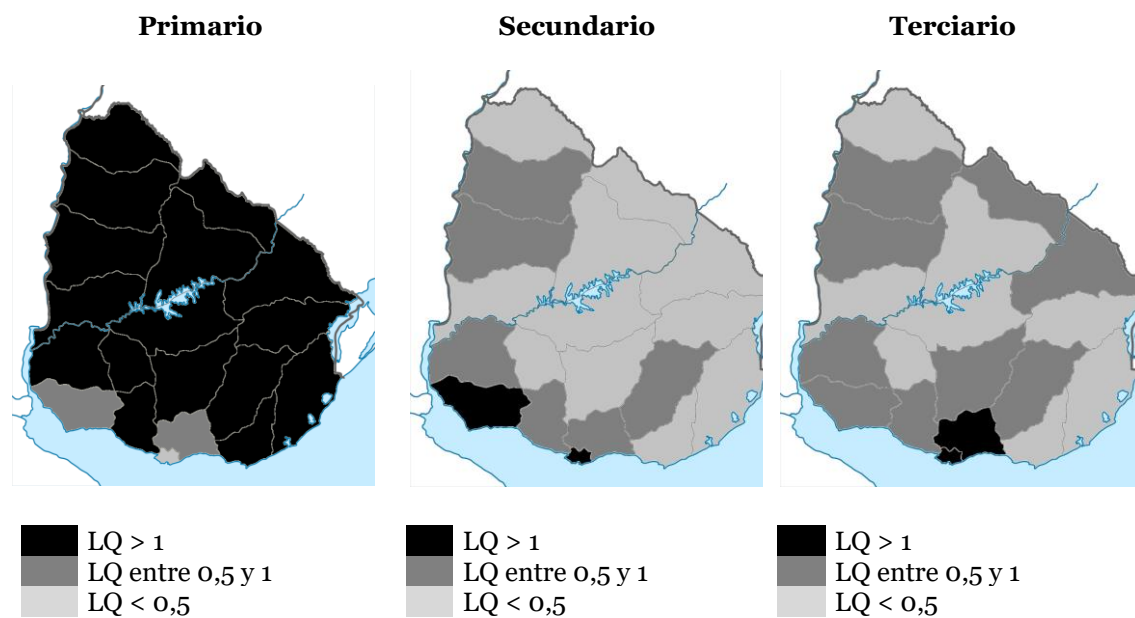 Primario
Secundario
Terciario
LQ > 1
LQ entre 0,5 y 1
LQ < 0,5
LQ > 1
LQ entre 0,5 y 1
LQ < 0,5
LQ > 1
LQ entre 0,5 y 1
LQ < 0,5